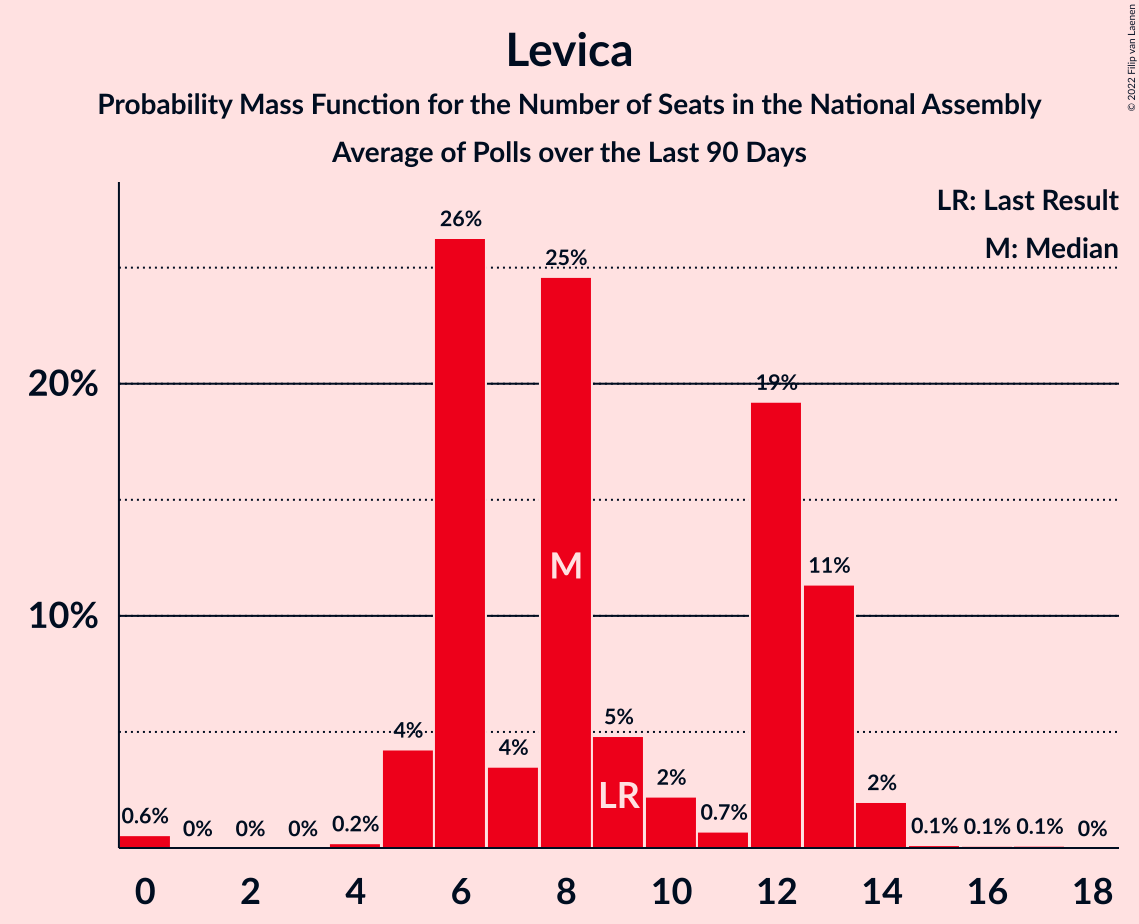 © 2022 Filip van Laenen
Levica
Probability Mass Function for the Number of Seats in the National Assembly
Average of Polls over the Last 90 Days
LR: Last Result
M: Median
26%
25%
20%
19%
M
11%
10%
5%
4%
4%
LR
2%
2%
0.7%
0.6%
0%
0%
0%
0.2%
0.1%
0.1%
0.1%
0%
0 2 4 6 8 10 12 14 16 18